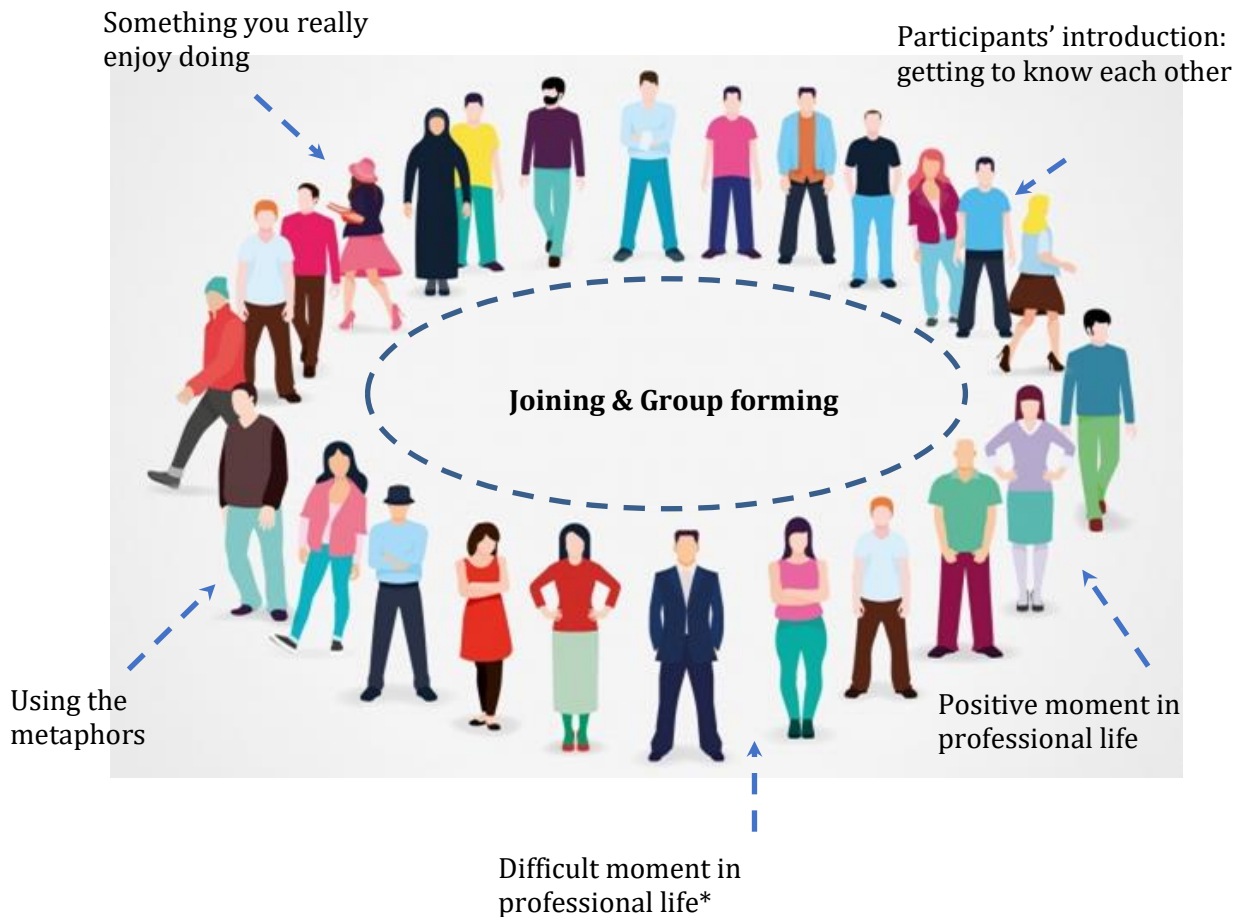 Something you really
enjoy doing
Participants’ introduction:
getting to know each other
Joining & Group forming
Using the
metaphors
Positive moment in
professional life
Difficult moment in
professional life*